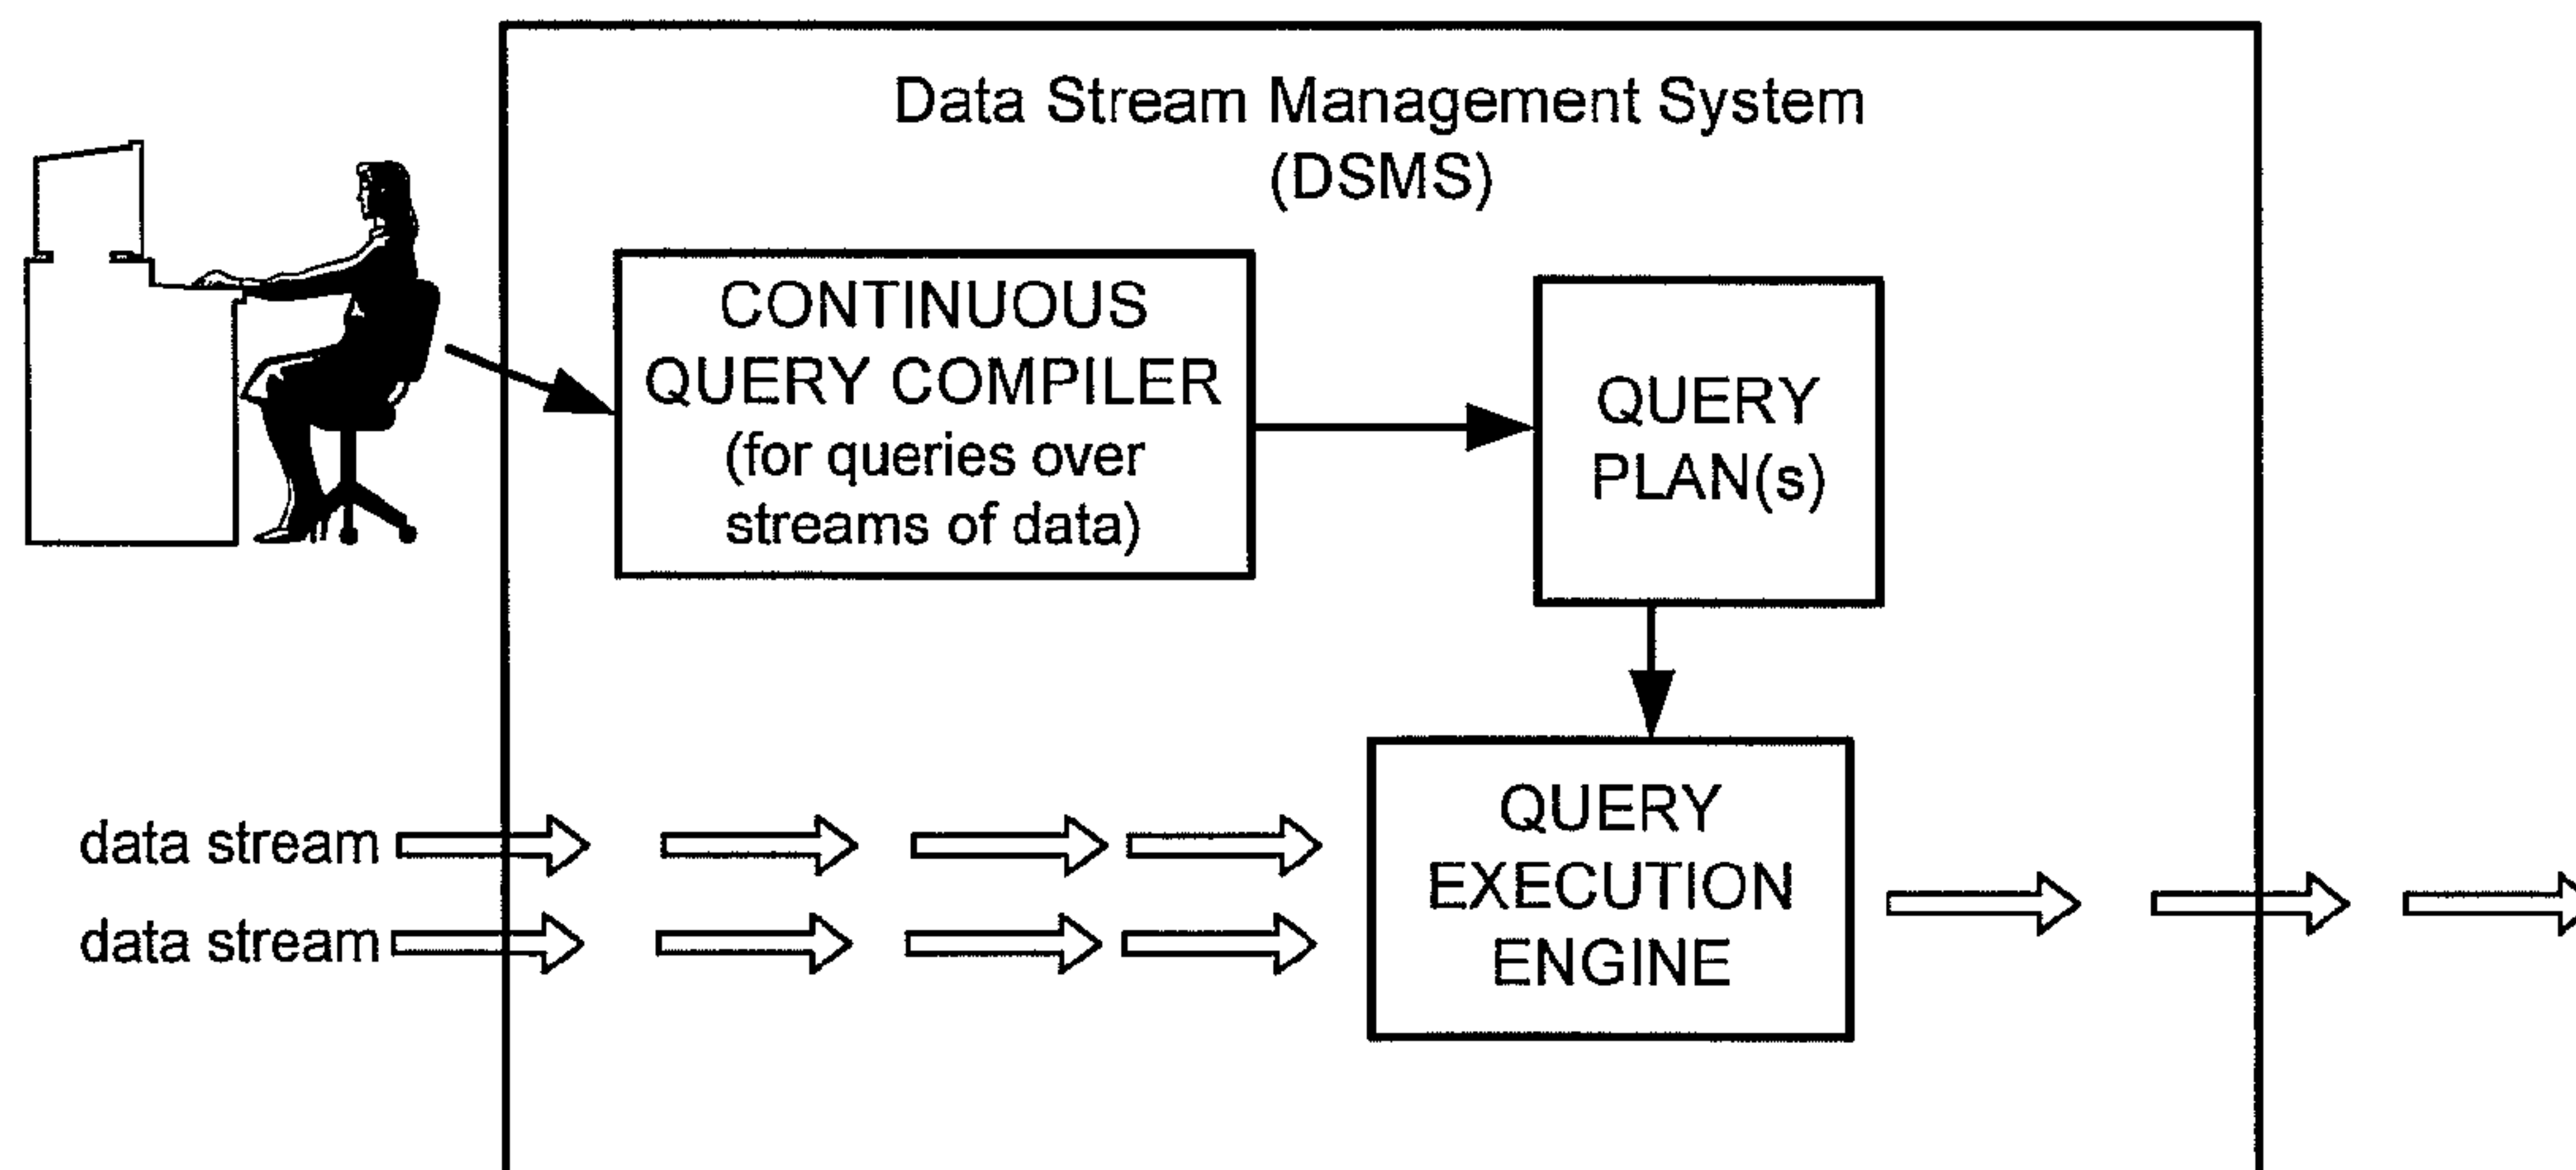 Data Stream Management System
(DSMS)
CONTINUOUS
QUERY COMPILER
(for queries over
streams of data)
QUERY
PLAN(s)
data stream
data stream
QUERY
EXECUTION
ENGINE